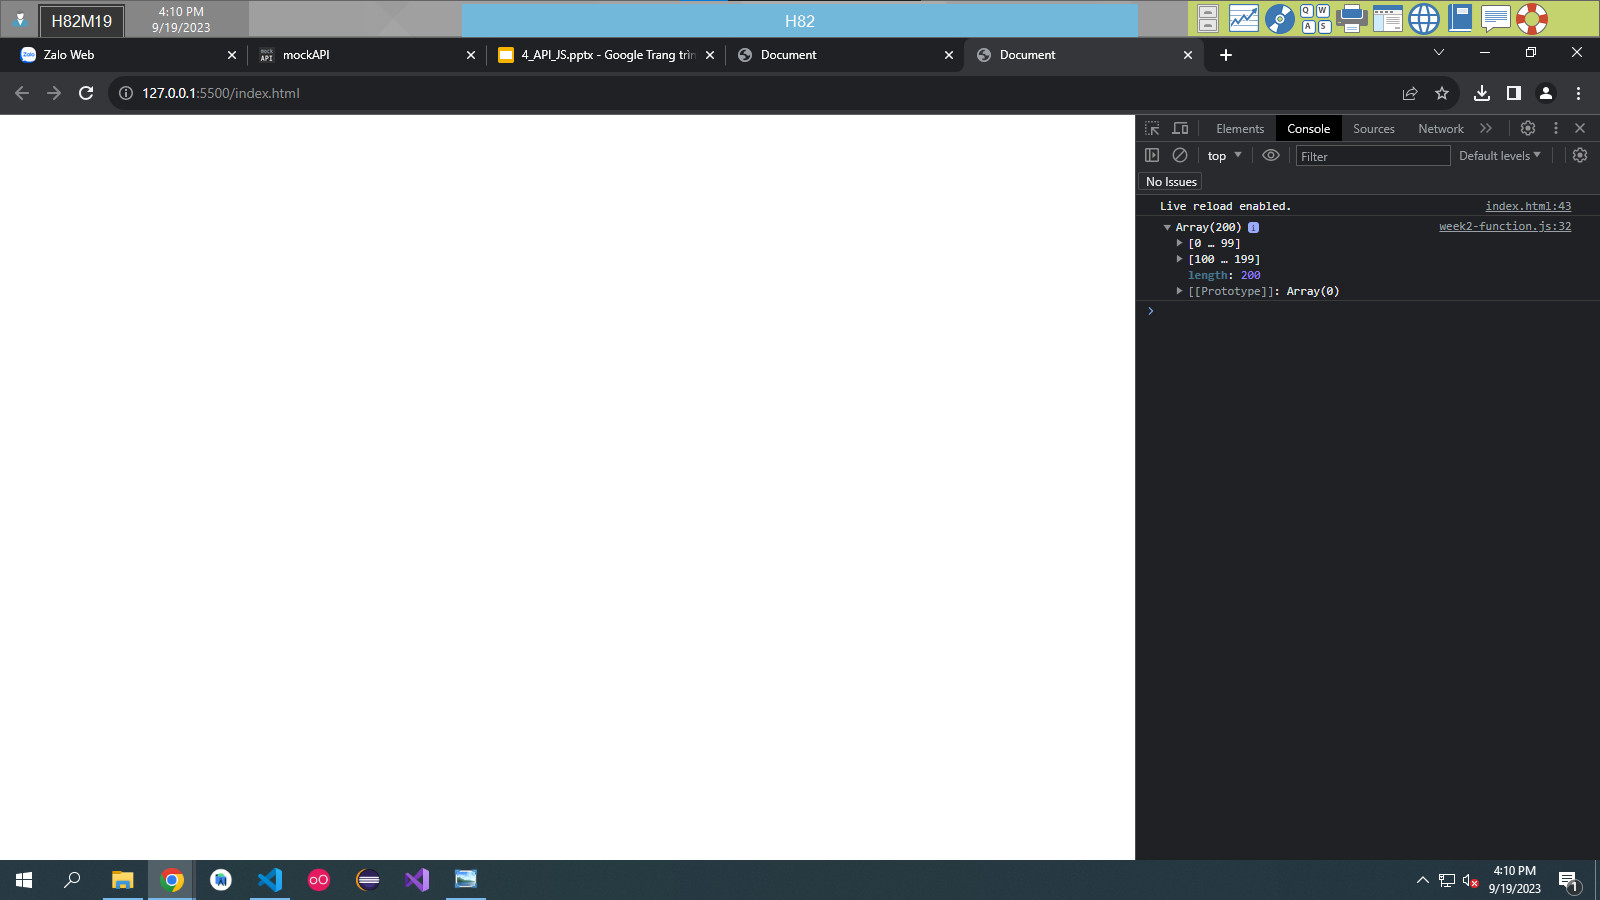 H82M19
4:10 PM
9/19/2023
H82
Q W
A S
Zalo Web
mockAPI
4_API_JS.pptx - Google Trang trìn
Document
Document
127.0.0.1:5500/index.html
Elements
Console
Sources
Network
top
Filter
Default levels
No Issues
Live reload enabled.
index.html:43
Array(200)
week2-function.js:32
[0 … 99]
[100 … 199]
length: 200
[[Prototype]]: Array(0)
4:10 PM
9/19/2023
1